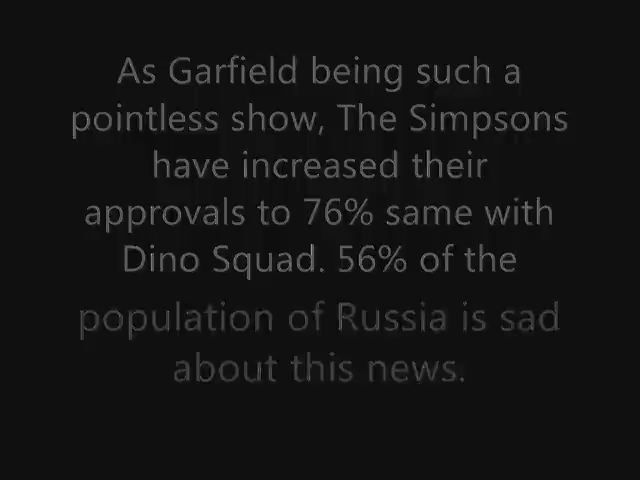 As Garfield being such a
pointless show, The Simpsons
have increased their
approvals to 76% same with
Dino Squad. 56% of the
population of Russia is sad
about this news.